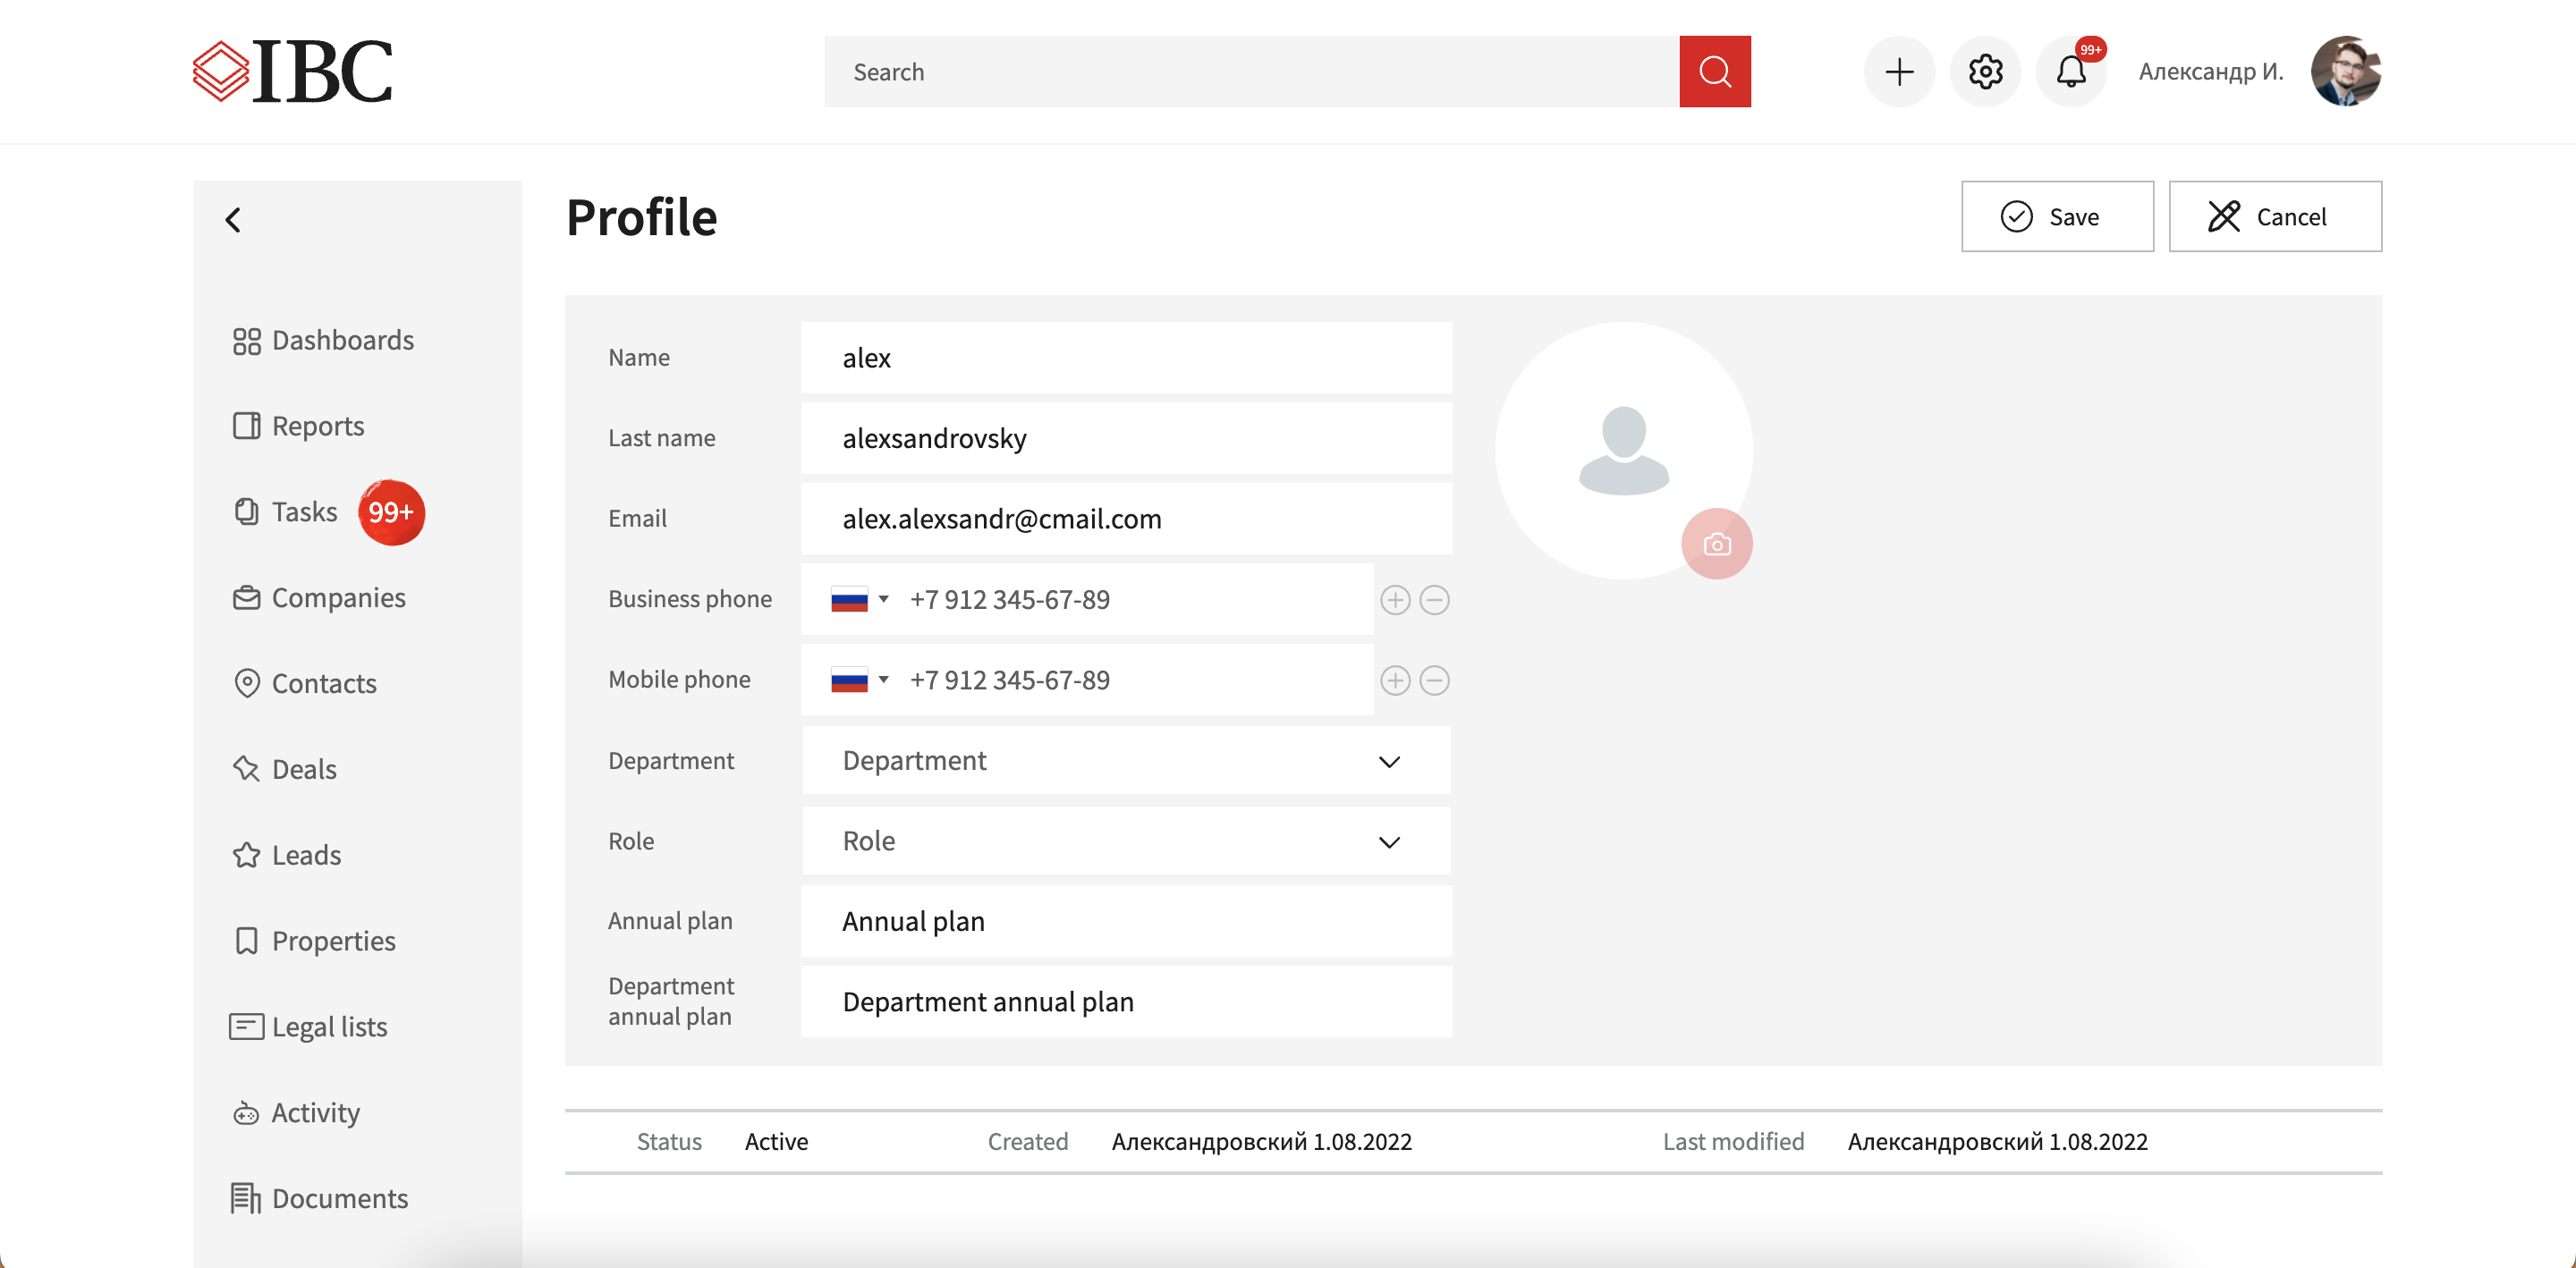 IBC
Search
99+
Александр И.
Profile
Save
Cancel
Dashboards
Reports
Tasks
99+
Companies
Contacts
Deals
Leads
Properties
Legal lists
Activity
Documents
Name
alex
Last name
alexsandrovsky
Email
alex.alexsandr@cmail.com
Business phone
+7 912 345-67-89
Mobile phone
+7 912 345-67-89
Department
Department
Role
Role
Annual plan
Annual plan
Department
annual plan
Department annual plan
Status Active Created Александровский 1.08.2022 Last modified Александровский 1.08.2022